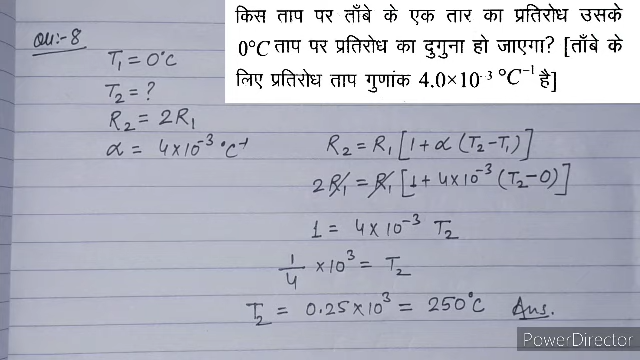 किस ताप पर ताँबे के एक तार का प्रतिरोध उसके
0°C ताप पर प्रतिरोध का दुगुना हो जाएगा? [ताँबे के
लिए प्रतिरोध ताप गुणांक 4.0×10⁻³ °C⁻¹ है]
Qu:-8
T₁ = 0°C
T₂ = ?
R₂ = 2R₁
α = 4×10⁻³ °C⁻¹
R₂ = R₁ [1 + α (T₂-T₁)]
2R₁ = R₁ [1 + 4×10⁻³ (T₂-0)]
1 = 4×10⁻³ T₂
1/4 ×10³ = T₂
T₂ = 0.25×10³ = 250°C Ans.
PowerDirector